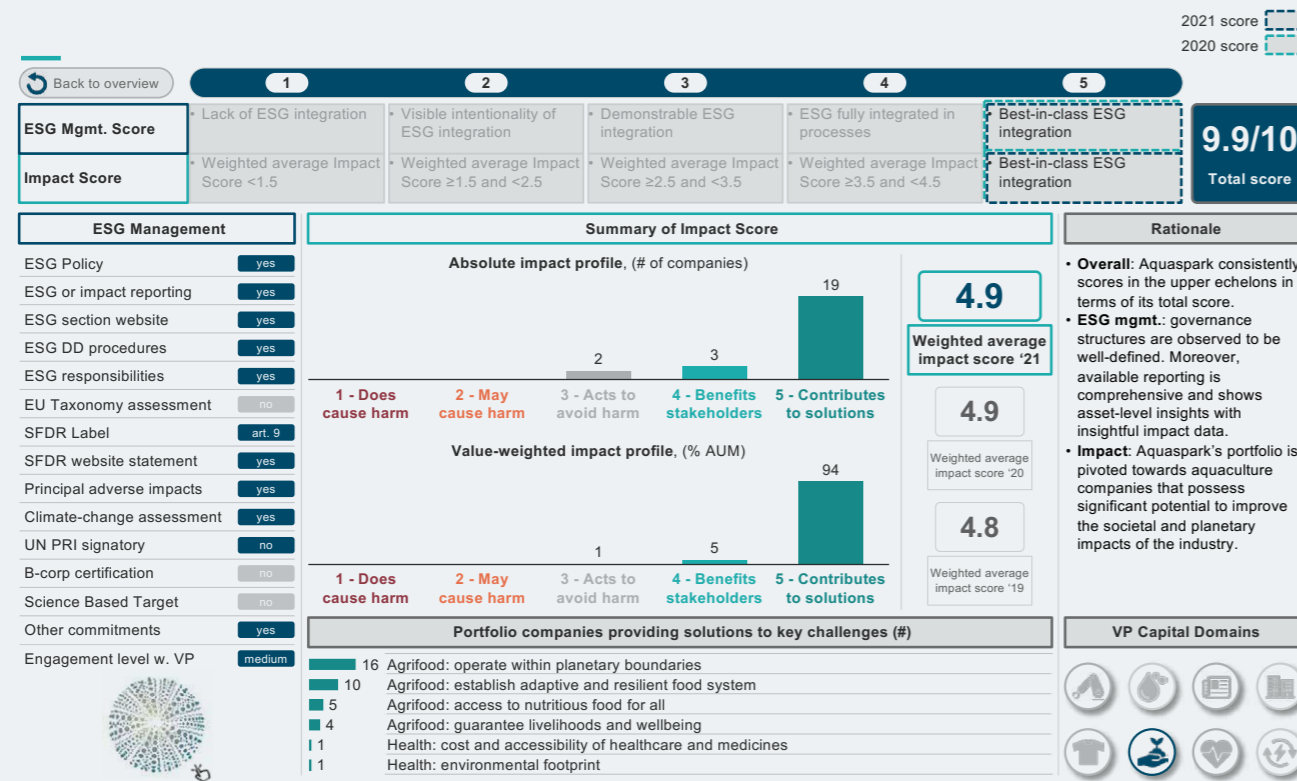 2021 score
2020 score
Back to overview
1
2
3
4
5
ESG Mgmt. Score
• Lack of ESG integration
• Visible intentionality of
ESG integration
• Demonstrable ESG
integration
• ESG fully integrated in
processes
• Best-in-class ESG
integration
Impact Score
• Weighted average Impact
Score <1.5
• Weighted average Impact
Score ≥1.5 and <2.5
• Weighted average Impact
Score ≥2.5 and <3.5
• Weighted average Impact
Score ≥3.5 and <4.5
• Best-in-class ESG
integration
9.9/10
Total score
ESG Management
ESG Policy yes
ESG or impact reporting yes
ESG section website yes
ESG DD procedures yes
ESG responsibilities yes
EU Taxonomy assessment no
SFDR Label art. 9
SFDR website statement yes
Principal adverse impacts yes
Climate-change assessment yes
UN PRI signatory no
B-corp certification no
Science Based Target no
Other commitments yes
Engagement level w. VP medium
Summary of Impact Score
Absolute impact profile, (# of companies)
2
3
19
1 - Does
cause harm
2 - May
cause harm
3 - Acts to
avoid harm
4 - Benefits
stakeholders
5 - Contributes
to solutions
Value-weighted impact profile, (% AUM)
1
5
94
1 - Does
cause harm
2 - May
cause harm
3 - Acts to
avoid harm
4 - Benefits
stakeholders
5 - Contributes
to solutions
4.9
Weighted average
impact score ‘21
4.9
Weighted average
impact score ‘20
4.8
Weighted average
impact score ‘19
Portfolio companies providing solutions to key challenges (#)
16 Agrifood: operate within planetary boundaries
10 Agrifood: establish adaptive and resilient food system
5 Agrifood: access to nutritious food for all
4 Agrifood: guarantee livelihoods and wellbeing
1 Health: cost and accessibility of healthcare and medicines
1 Health: environmental footprint
Rationale
• Overall: Aquaspark consistently
scores in the upper echelons in
terms of its total score.
• ESG mgmt.: governance
structures are observed to be
well-defined. Moreover,
available reporting is
comprehensive and shows
asset-level insights with
insightful impact data.
• Impact: Aquaspark’s portfolio is
pivoted towards aquaculture
companies that possess
significant potential to improve
the societal and planetary
impacts of the industry.
VP Capital Domains